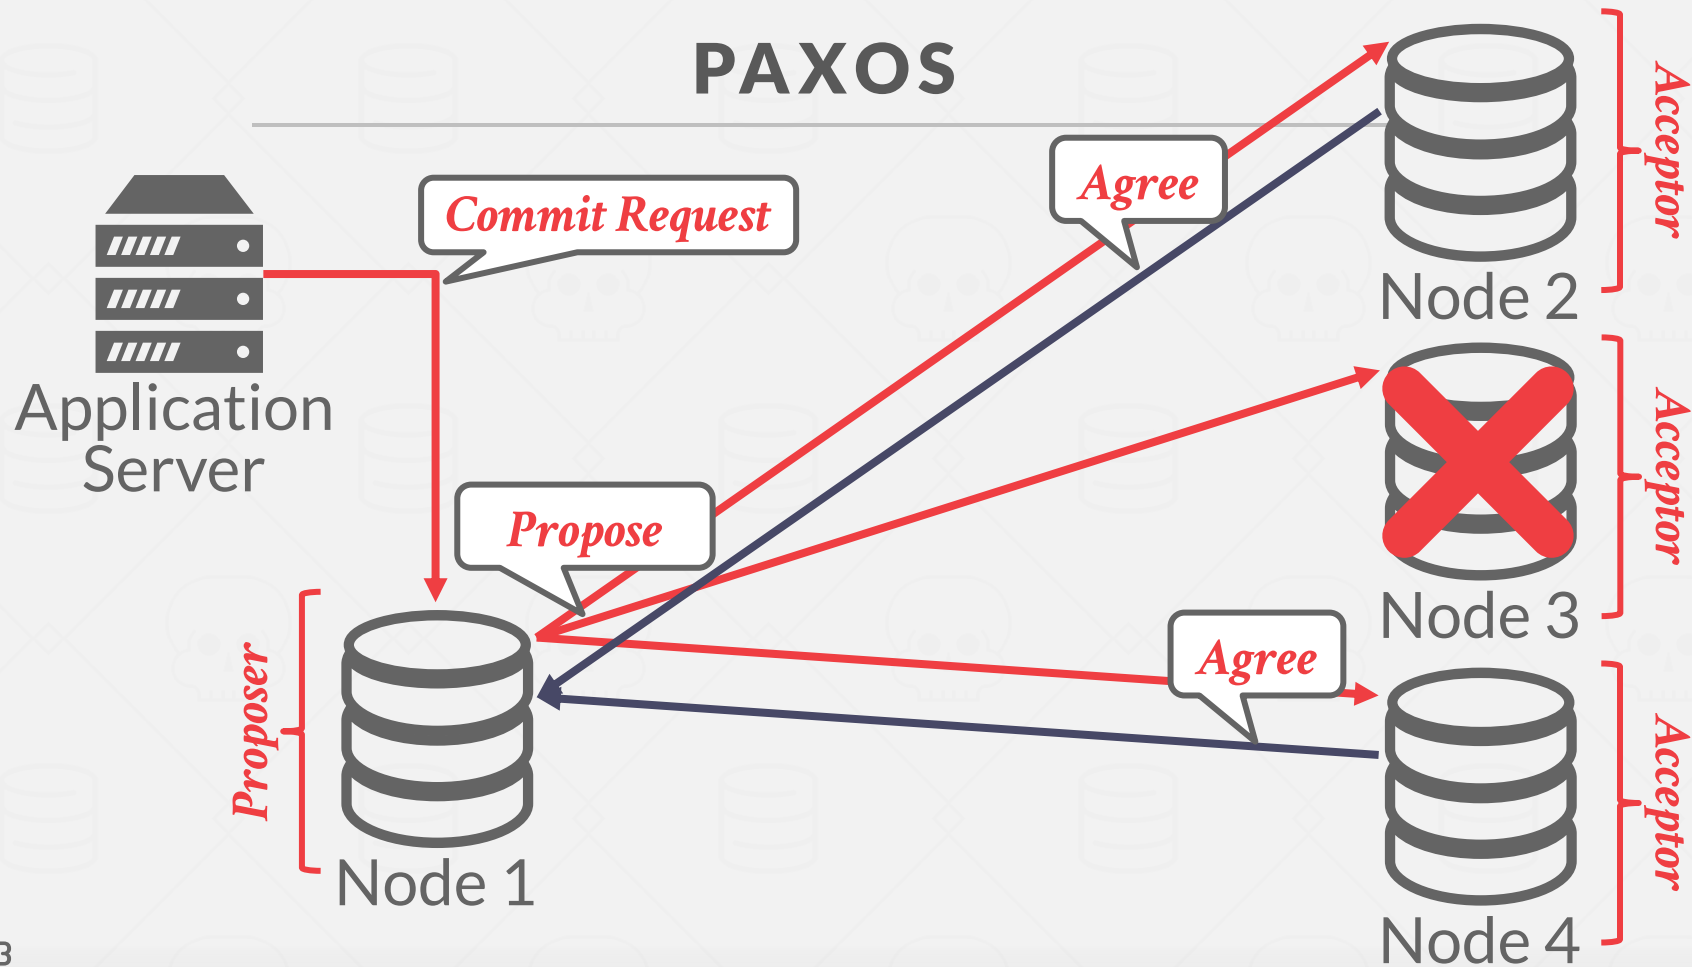 PAXOS
Commit Request
Agree
Acceptor
Node 2
Application
Server
Acceptor
Propose
Node 3
Agree
Proposer
Acceptor
Node 1
Node 4
3